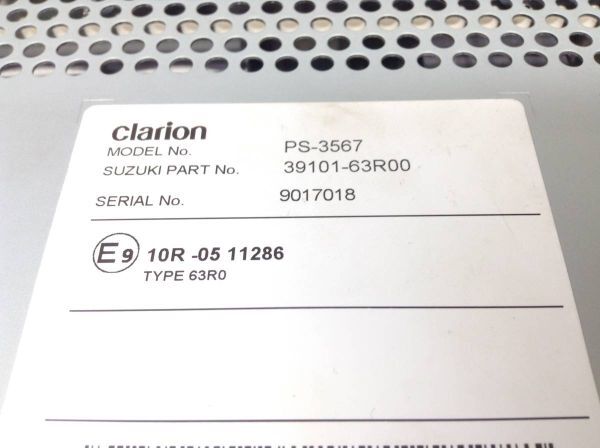 clarion
MODEL No. PS-3567
SUZUKI PART No. 39101-63R00
SERIAL No. 9017018
E9 10R -05 11286
TYPE 63R0